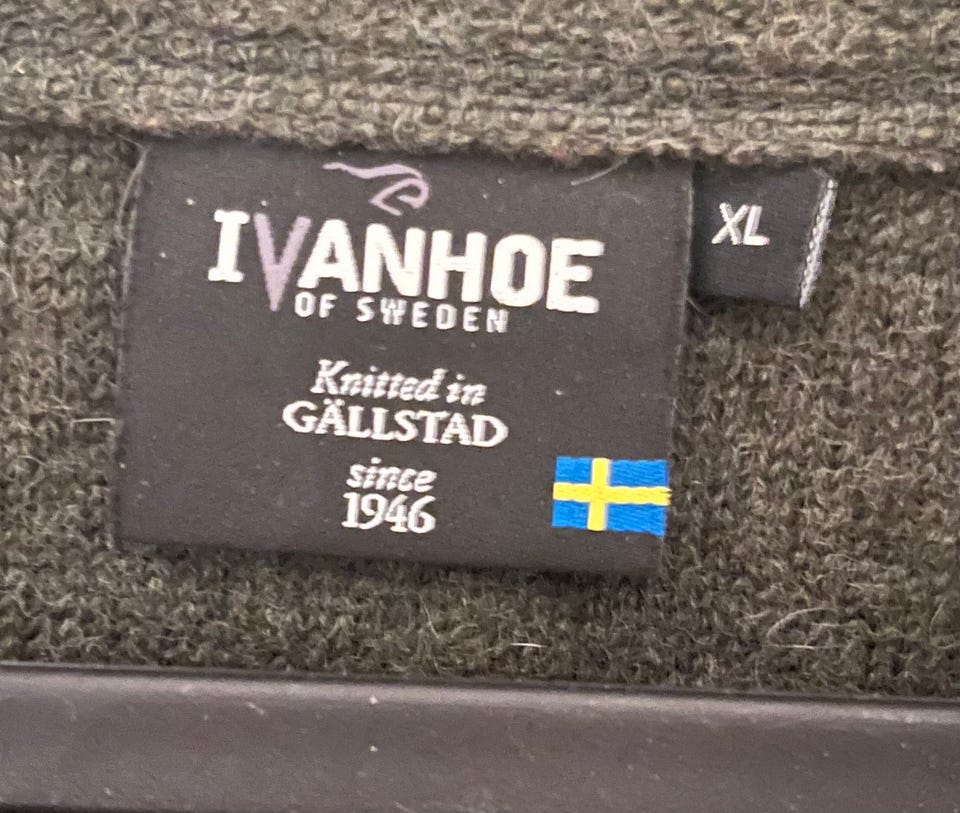 IVANHOE
OF SWEDEN
XL
Knitted in
GÄLLSTAD
since
1946